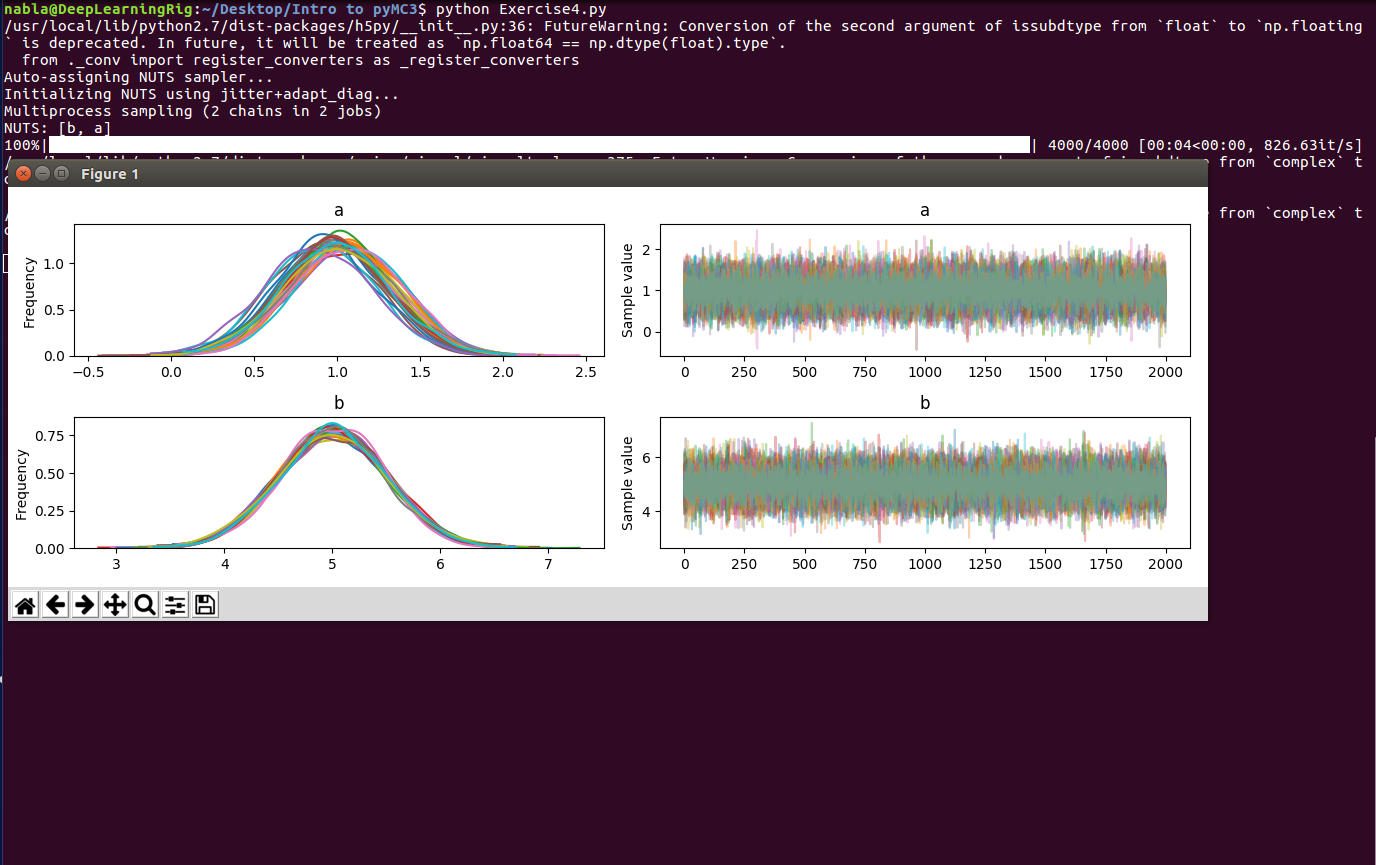 nabla@DeepLearningRig:~/Desktop/Intro to pyMC3$ python Exercise4.py
/usr/local/lib/python2.7/dist-packages/h5py/__init__.py:36: FutureWarning: Conversion of the second argument of issubdtype from `float` to `np.floating
` is deprecated. In future, it will be treated as `np.float64 == np.dtype(float).type`.
  from ._conv import register_converters as _register_converters
Auto-assigning NUTS sampler...
Initializing NUTS using jitter+adapt_diag...
Multiprocess sampling (2 chains in 2 jobs)
NUTS: [b, a]
100%| | 4000/4000 [00:04<00:00, 826.63it/s]
from `complex` t
from `complex` t
Figure 1
a
Frequency
1.0
0.5
0.0
−0.5 0.0 0.5 1.0 1.5 2.0 2.5
a
Sample value
2
1
0
0 250 500 750 1000 1250 1500 1750 2000
b
Frequency
0.75
0.50
0.25
0.00
3 4 5 6 7
b
Sample value
6
4
0 250 500 750 1000 1250 1500 1750 2000